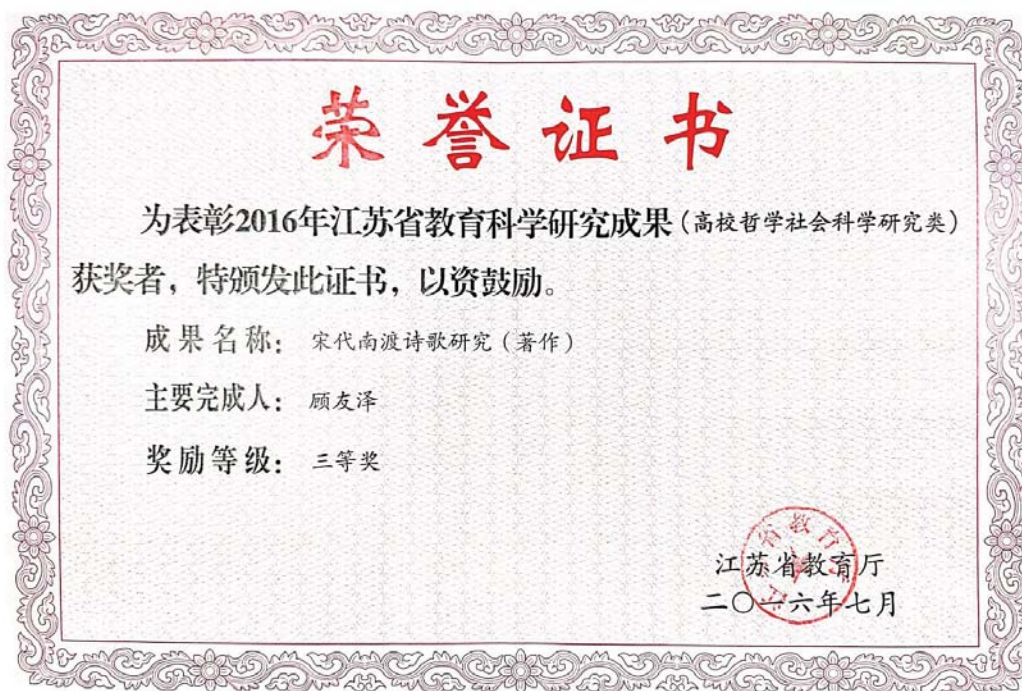 荣誉证书
为表彰2016年江苏省教育科学研究成果(高校哲学社会科学研究类)
获奖者,特颁发此证书,以资鼓励。
成果名称: 宋代南渡诗歌研究(著作)
主要完成人: 顾友泽
奖励等级: 三等奖
江苏省教育厅
二〇一六年七月